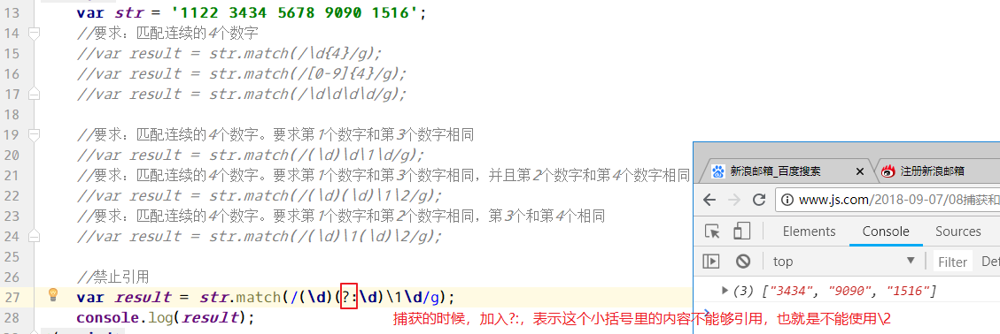 13 var str = '1122 3434 5678 9090 1516';
14 //要求：匹配连续的4个数字
15 //var result = str.match(/\d{4}/g);
16 //var result = str.match(/[0-9]{4}/g);
17 //var result = str.match(/\d\d\d\d/g);
18
19 //要求：匹配连续的4个数字。要求第1个数字和第3个数字相同
20 //var result = str.match(/(\d)\d\1\d/g);
21 //要求：匹配连续的4个数字。要求第1个数字和第3个数字相同，并且第2个数字和第4个数字相同
22 //var result = str.match(/(\d)(\d)\1\2/g);
23 //要求：匹配连续的4个数字。要求第1个数字和第2个数字相同，第3个和第4个相同
24 //var result = str.match(/(\d)\1(\d)\2/g);
25
26 //禁止引用
27 var result = str.match(/(\d)(?:\d)\1\d/g);
28 console.log(result);
捕获的时候，加入?:，表示这个小括号里的内容不能够引用，也就是不能使用\2
新浪邮箱_百度搜索 注册新浪邮箱
www.js.com/2018-09-07/08捕获和
Elements Console Sources
top Filter Def
(3) ["3434", "9090", "1516"]